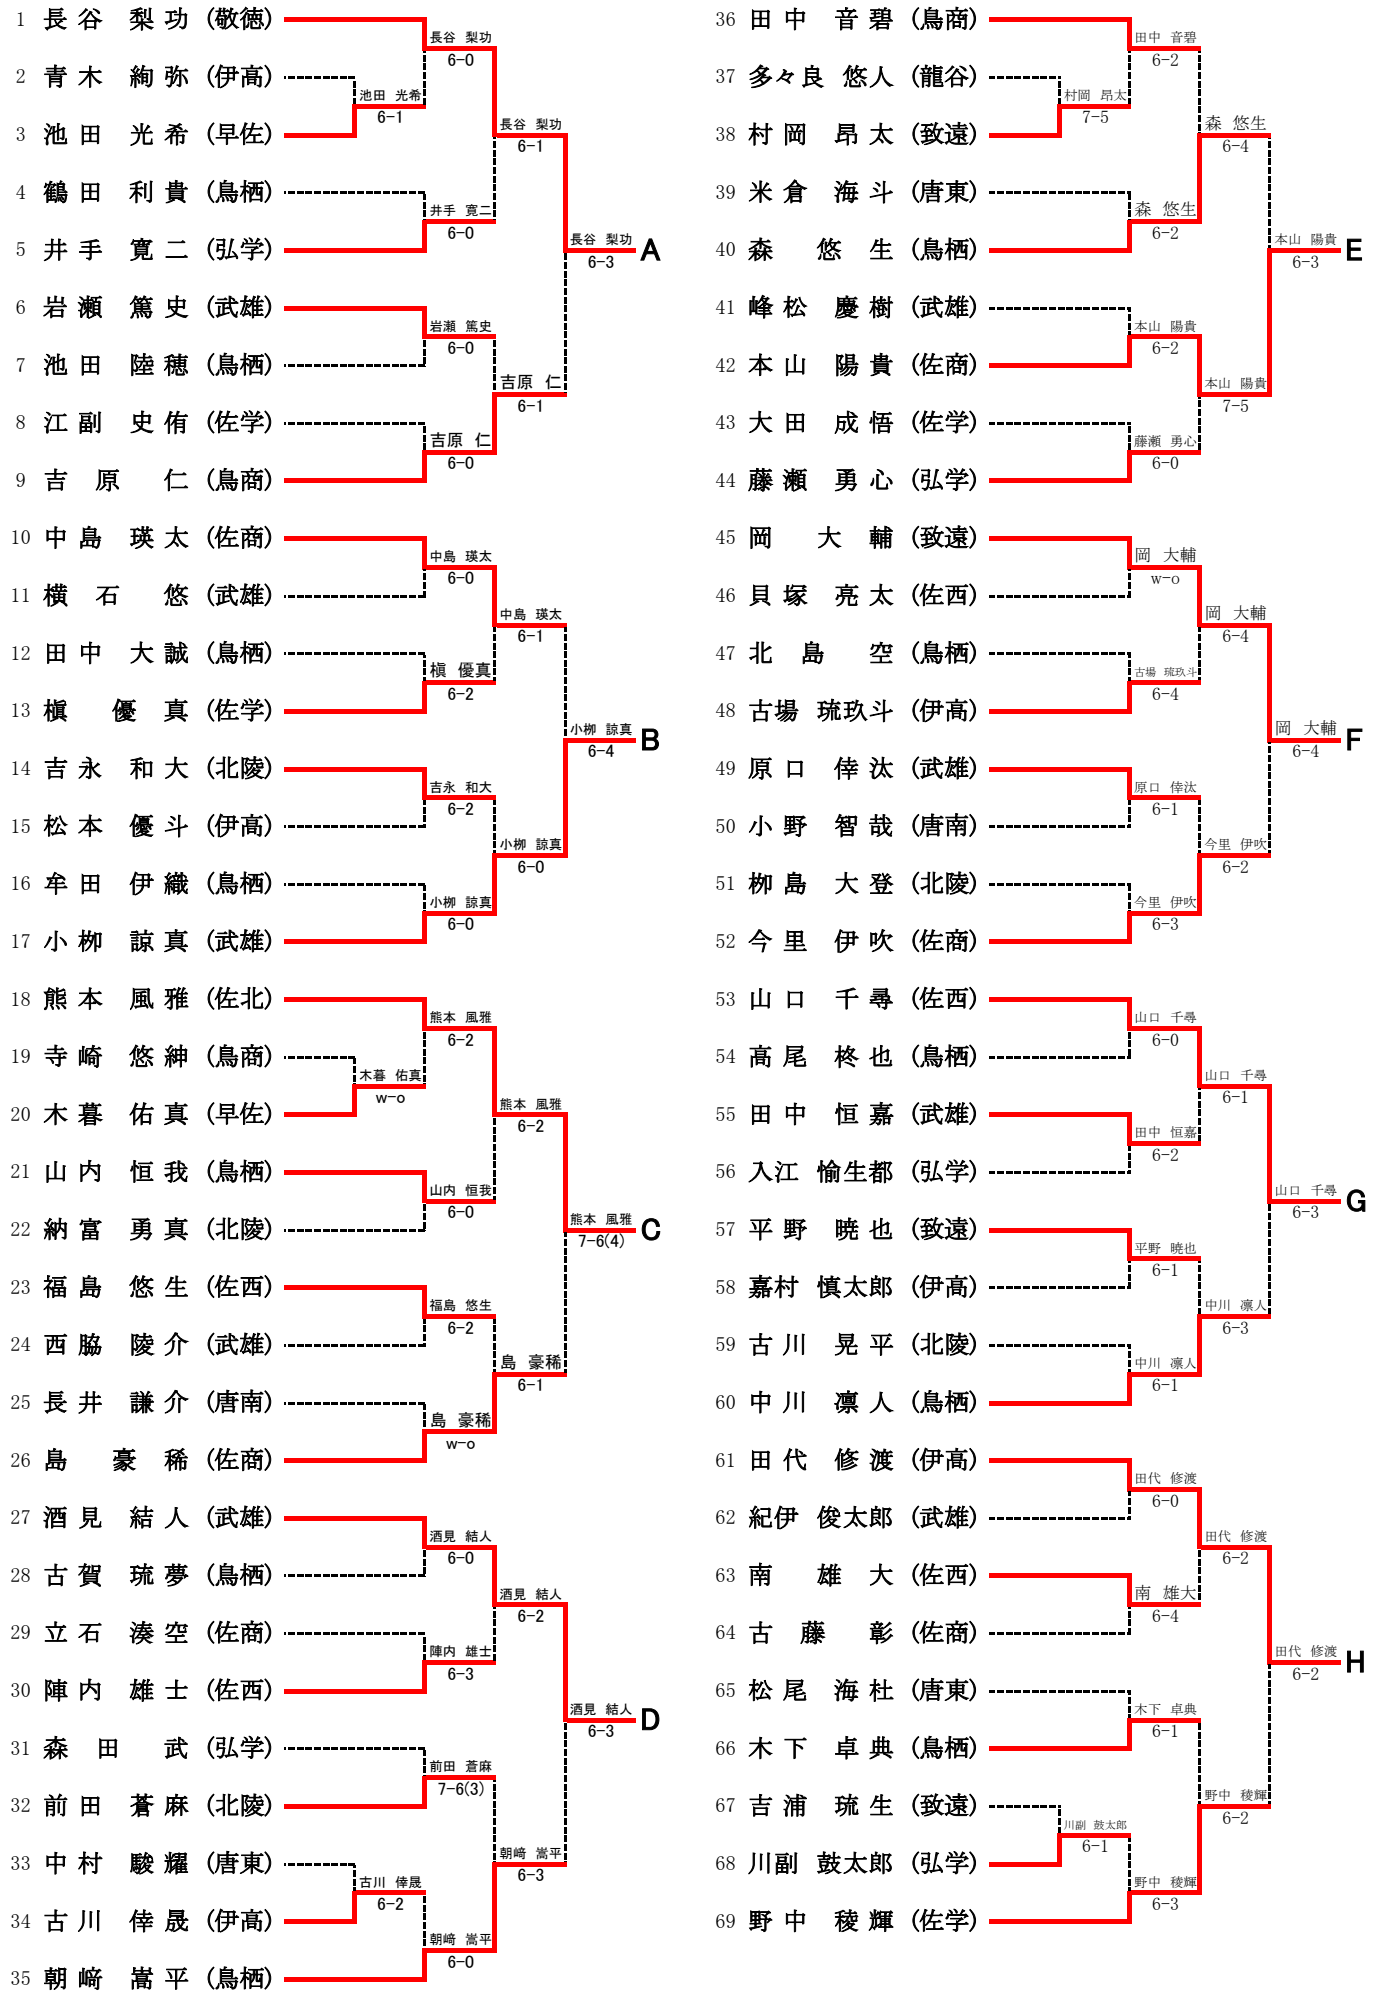 1 長谷 梨功 (敬徳)
長谷 梨功
6-0
2 青木 絢弥 (伊高)
池田 光希
6-1
3 池田 光希 (早佐)
長谷 梨功
6-1
4 鶴田 利貴 (鳥栖)
井手 寛二
6-0
5 井手 寛二 (弘学)
長谷 梨功
6-3
A
6 岩瀬 篤史 (武雄)
岩瀬 篤史
6-0
7 池田 陸穂 (鳥栖)
吉原 仁
6-1
8 江副 史侑 (佐学)
吉原 仁
6-0
9 吉原 仁 (鳥商)
10 中島 瑛太 (佐商)
中島 瑛太
6-0
11 横石 悠 (武雄)
中島 瑛太
6-1
12 田中 大誠 (鳥栖)
槇 優真
6-2
13 槇 優真 (佐学)
小栁 諒真
6-4
B
14 吉永 和大 (北陵)
吉永 和大
6-2
15 松本 優斗 (伊高)
小栁 諒真
6-0
16 牟田 伊織 (鳥栖)
小栁 諒真
6-0
17 小栁 諒真 (武雄)
18 熊本 風雅 (佐北)
熊本 風雅
6-2
19 寺崎 悠紳 (鳥商)
木暮 佑真
w-o
20 木暮 佑真 (早佐)
熊本 風雅
6-2
21 山内 恒我 (鳥栖)
山内 恒我
6-0
22 納富 勇真 (北陵)
熊本 風雅
7-6(4)
C
23 福島 悠生 (佐西)
福島 悠生
6-2
24 西脇 陵介 (武雄)
島 豪稀
6-1
25 長井 謙介 (唐南)
島 豪稀
w-o
26 島 豪稀 (佐商)
27 酒見 結人 (武雄)
酒見 結人
6-0
28 古賀 琉夢 (鳥栖)
酒見 結人
6-2
29 立石 湊空 (佐商)
陣内 雄士
6-3
30 陣内 雄士 (佐西)
酒見 結人
6-3
D
31 森田 武 (弘学)
前田 蒼麻
7-6(3)
32 前田 蒼麻 (北陵)
33 中村 駿耀 (唐東)
朝﨑 嵩平
6-3
古川 倖晟
6-2
34 古川 倖晟 (伊高)
朝﨑 嵩平
6-0
35 朝﨑 嵩平 (鳥栖)
36 田中 音碧 (鳥商)
田中 音碧
6-2
37 多々良 悠人 (龍谷)
村岡 昂太
7-5
38 村岡 昂太 (致遠)
森 悠生
6-4
39 米倉 海斗 (唐東)
森 悠生
6-2
40 森 悠生 (鳥栖)
本山 陽貴
6-3
E
41 峰松 慶樹 (武雄)
本山 陽貴
6-2
42 本山 陽貴 (佐商)
本山 陽貴
7-5
43 大田 成悟 (佐学)
藤瀬 勇心
6-0
44 藤瀬 勇心 (弘学)
45 岡 大輔 (致遠)
岡 大輔
w-o
46 貝塚 亮太 (佐西)
岡 大輔
6-4
47 北島 空 (鳥栖)
古場 琉玖斗
6-4
48 古場 琉玖斗 (伊高)
岡 大輔
6-4
F
49 原口 倖汰 (武雄)
原口 倖汰
6-1
50 小野 智哉 (唐南)
今里 伊吹
6-2
51 栁島 大登 (北陵)
今里 伊吹
6-3
52 今里 伊吹 (佐商)
53 山口 千尋 (佐西)
山口 千尋
6-0
54 高尾 柊也 (鳥栖)
山口 千尋
6-1
55 田中 恒嘉 (武雄)
田中 恒嘉
6-2
56 入江 愉生都 (弘学)
山口 千尋
6-3
G
57 平野 暁也 (致遠)
平野 暁也
6-1
58 嘉村 慎太郎 (伊高)
中川 凛人
6-3
59 古川 晃平 (北陵)
中川 凛人
6-1
60 中川 凛人 (鳥栖)
61 田代 修渡 (伊高)
田代 修渡
6-0
62 紀伊 俊太郎 (武雄)
田代 修渡
6-2
63 南 雄大 (佐西)
南 雄大
6-4
64 古藤 彰 (佐商)
田代 修渡
6-2
H
65 松尾 海杜 (唐東)
木下 卓典
6-1
66 木下 卓典 (鳥栖)
67 吉浦 琉生 (致遠)
野中 稜輝
6-2
川副 鼓太郎
6-1
68 川副 鼓太郎 (弘学)
野中 稜輝
6-3
69 野中 稜輝 (佐学)